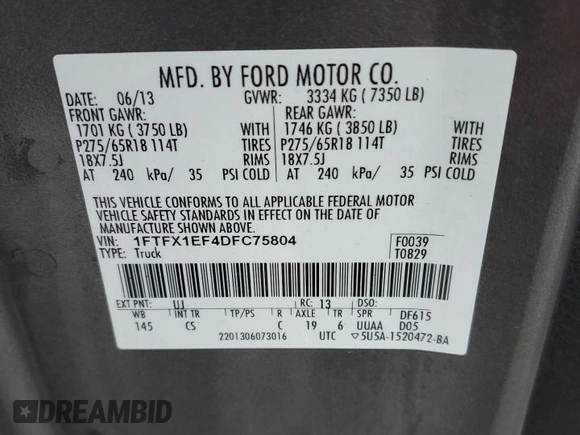 MFD. BY FORD MOTOR CO.
DATE: 06/13 GVWR: 3334 KG ( 7350 LB)
FRONT GAWR: REAR GAWR:
1701 KG ( 3750 LB) WITH 1746 KG ( 3850 LB) WITH
P275/65R18 114T TIRES P275/65R18 114T TIRES
18X7.5J RIMS 18X7.5J RIMS
AT 240 kPa/ 35 PSI COLD AT 240 kPa/ 35 PSI COLD
THIS VEHICLE CONFORMS TO ALL APPLICABLE FEDERAL MOTOR
VEHICLE SAFETY STANDARDS IN EFFECT ON THE DATE OF
MANUFACTURE SHOWN ABOVE.
VIN: 1FTFX1EF4DFC75804 F0039
TYPE: Truck T0829
EXT PNT: UJ RC: 13 DSO:
WB INT TR TP/PS R AXLE TR SPR DF615
145 CS C 19 6 UUAA D05
2201306073016 UTC ▽5U5A-1520472-BA
DREAMBID